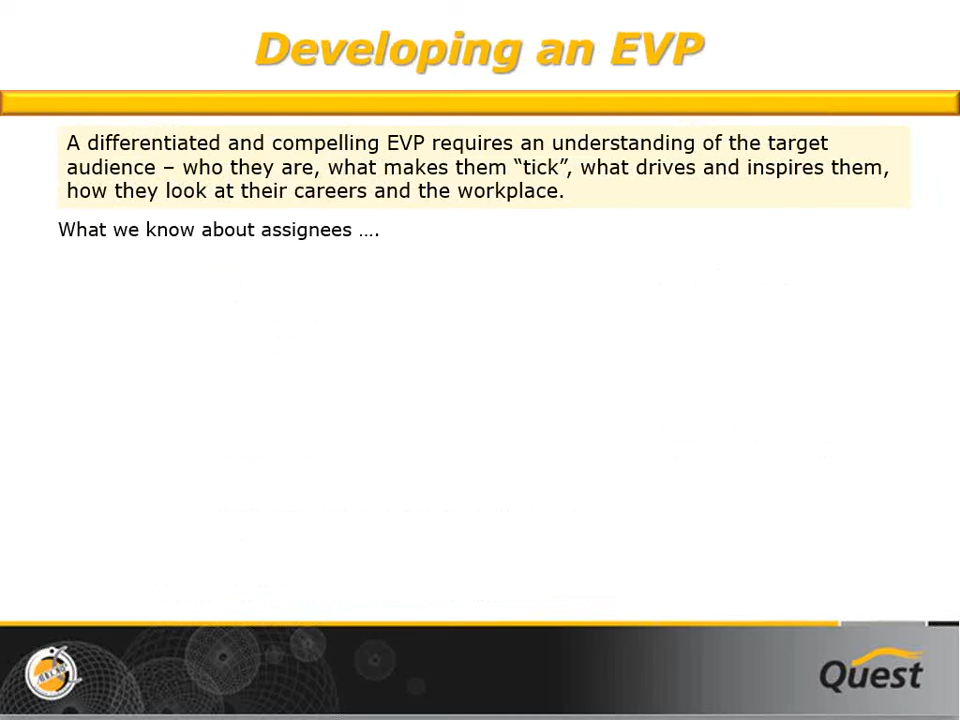 Developing an EVP
A differentiated and compelling EVP requires an understanding of the target
audience – who they are, what makes them “tick”, what drives and inspires them,
how they look at their careers and the workplace.
What we know about assignees ….
Quest